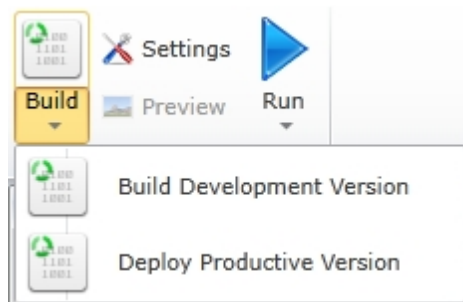 Build
Settings
Preview
Run
Build Development Version
Deploy Productive Version